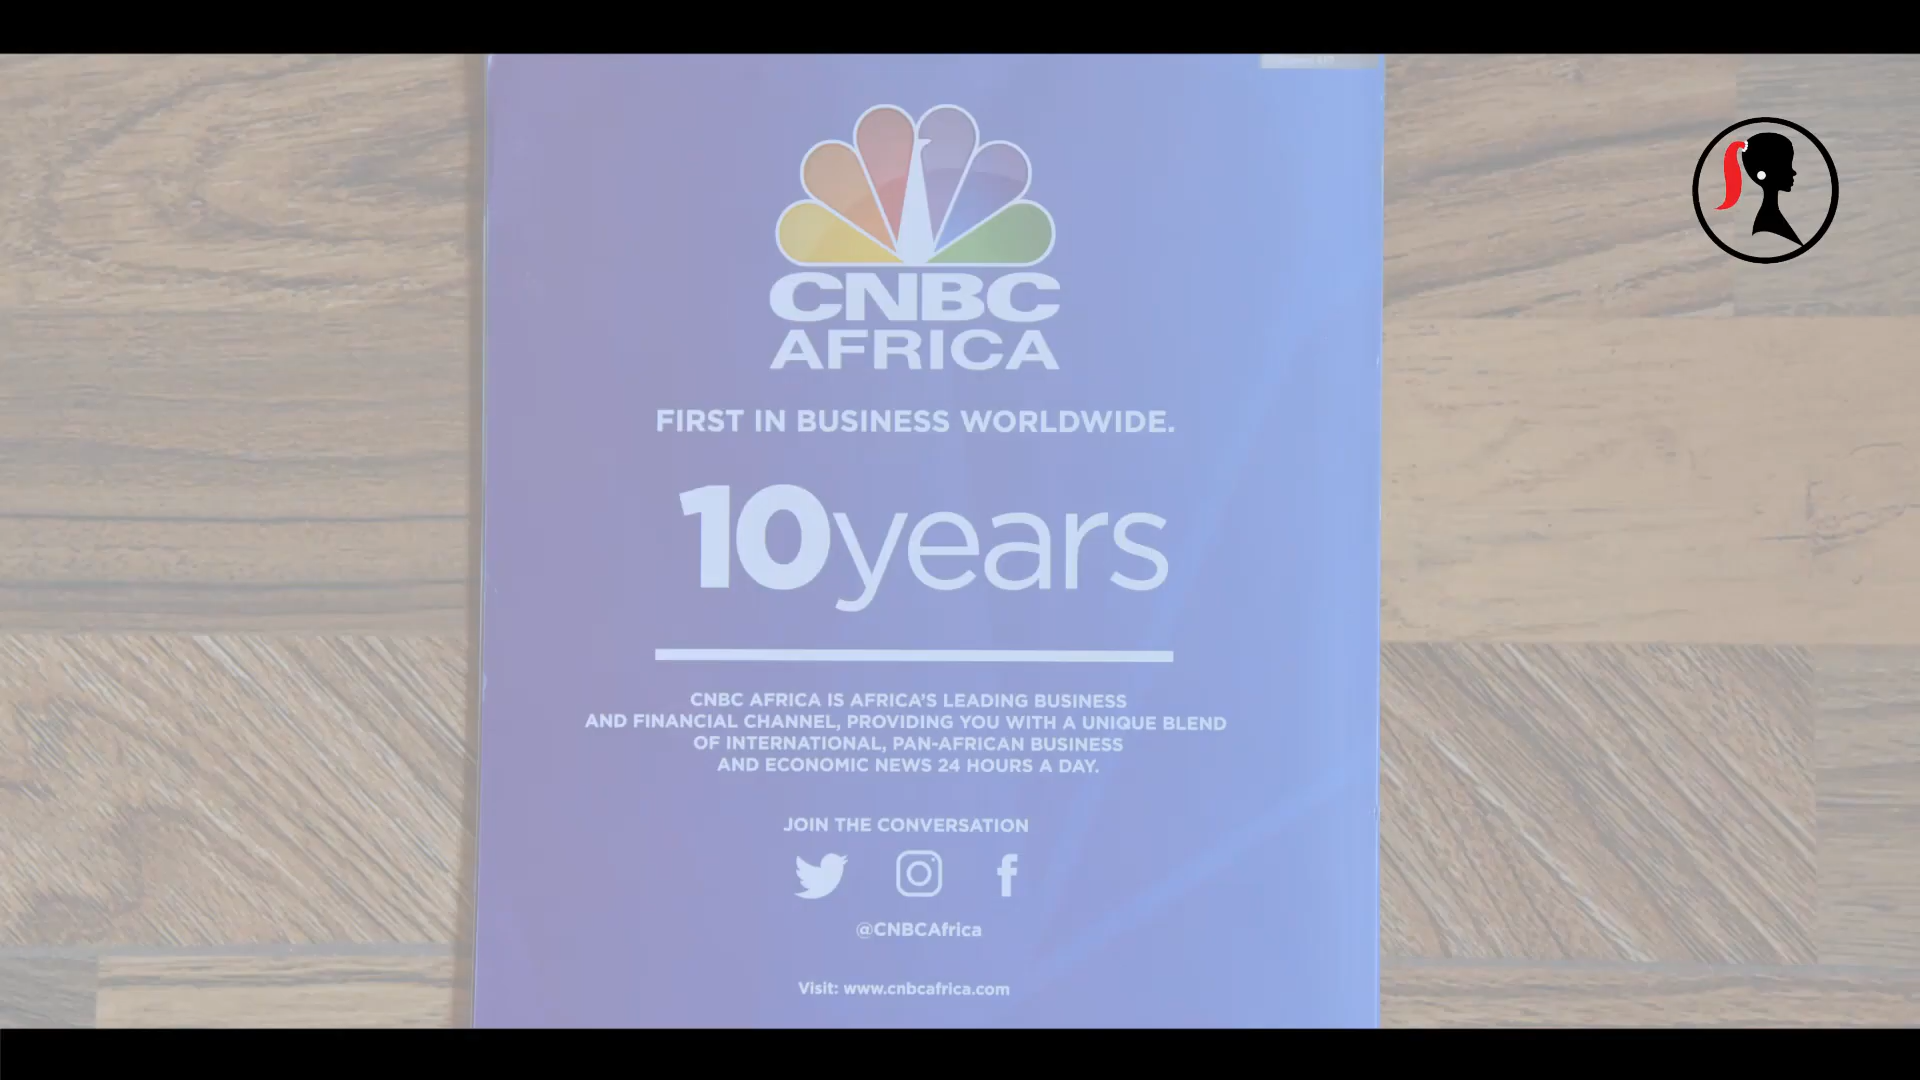 CNBC
AFRICA
FIRST IN BUSINESS WORLDWIDE.
10years
CNBC AFRICA IS AFRICA'S LEADING BUSINESS
AND FINANCIAL CHANNEL, PROVIDING YOU WITH A UNIQUE BLEND
OF INTERNATIONAL, PAN-AFRICAN BUSINESS
AND ECONOMIC NEWS 24 HOURS A DAY.
JOIN THE CONVERSATION
@CNBCAfrica
Visit: www.cnbcafrica.com